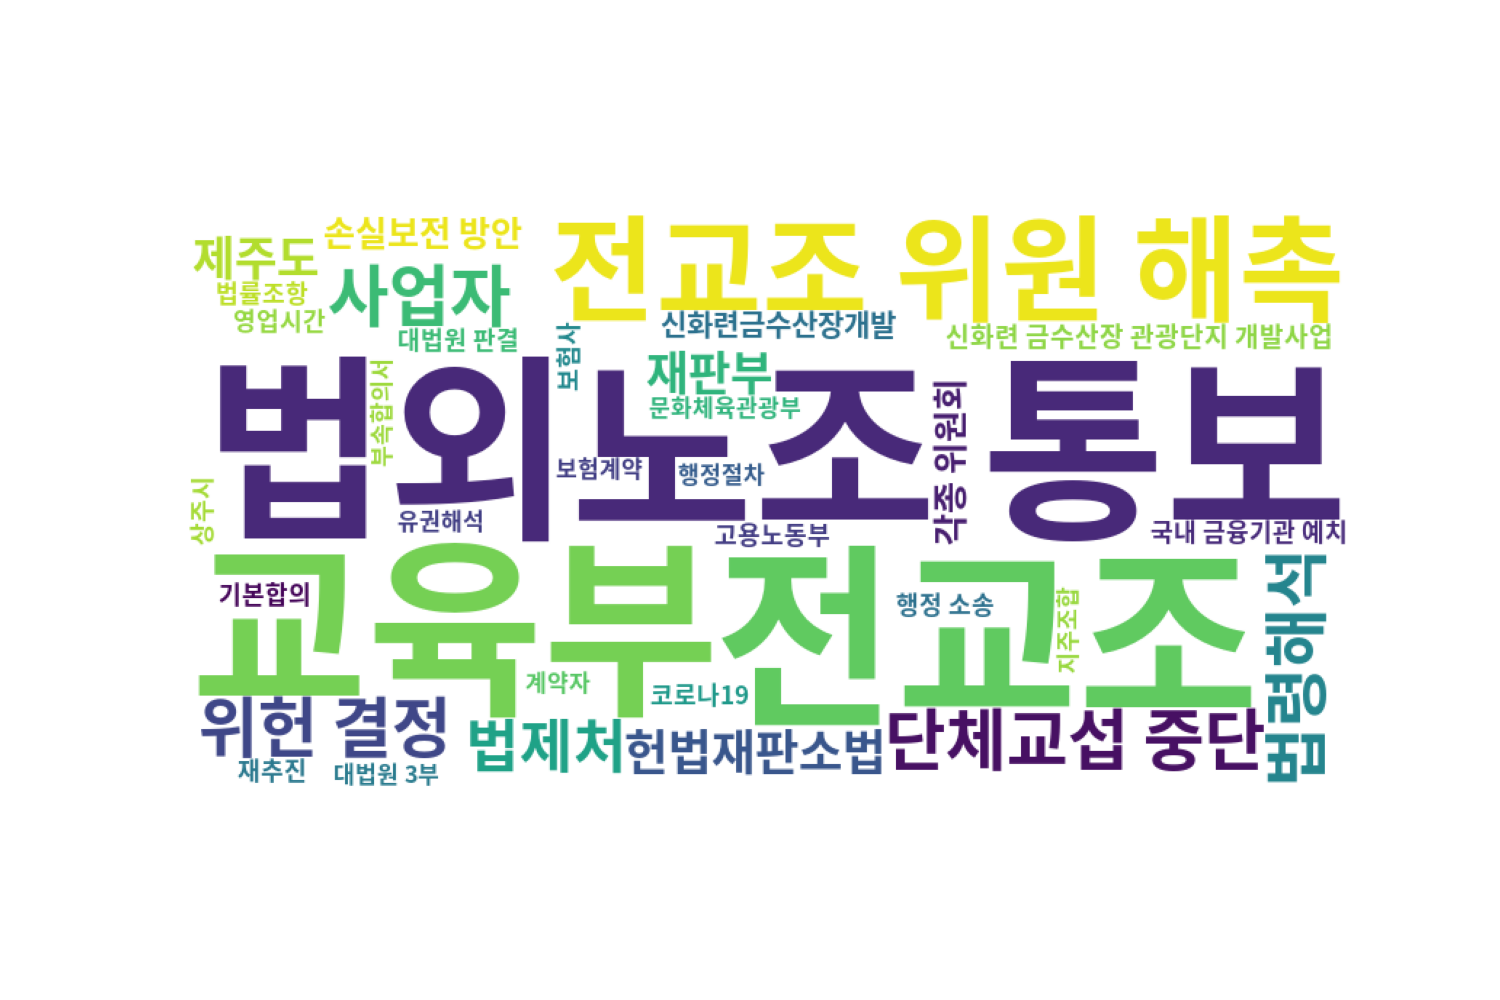 손실보전 방안
전교조 위원 해촉
제주도
사업자
법률조항
영업시간
대법원 판결
보험사
신화련금수산장개발
신화련 금수산장 관광단지 개발사업
재판부
문화체육관광부
법외노조 통보
부속합의서
각종 위원회
보험계약
행정절차
상주시
유권해석
고용노동부
국내 금융기관 예치
교육부
전교조
기본합의
행정 소송
지주조합
법령해석
계약자
코로나19
위헌 결정
법제처
헌법재판소법
단체교섭 중단
재추진
대법원 3부